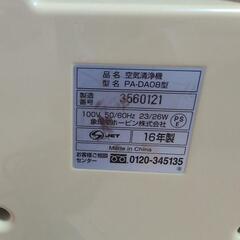 品名 空気清浄機
型名 PA-DA08型
製造番号 3560121
100V 50/60Hz 23/26W
象印マホービン株式会社
PSE
JET
16年製
Made in China
お客様ご相談センター 0120-345135